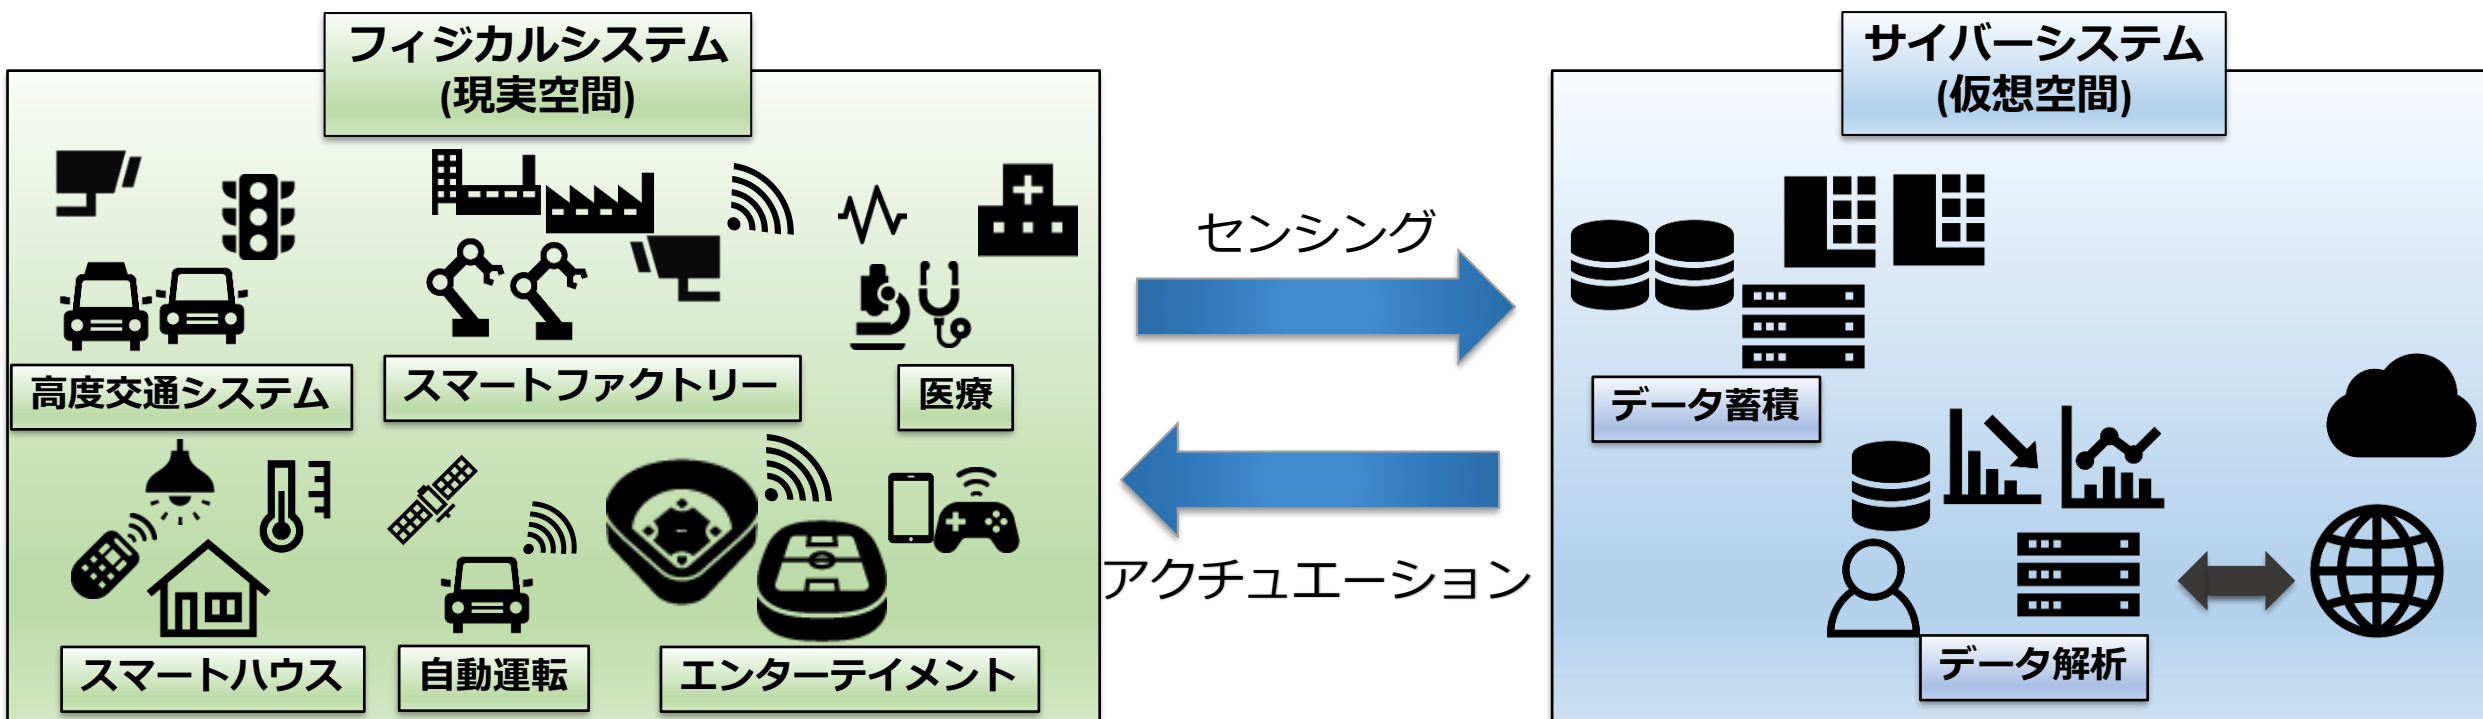 フィジカルシステム
(現実空間)
高度交通システム
スマートファクトリー
医療
スマートハウス
自動運転
エンターテイメント
センシング
アクチュエーション
サイバーシステム
(仮想空間)
データ蓄積
データ解析